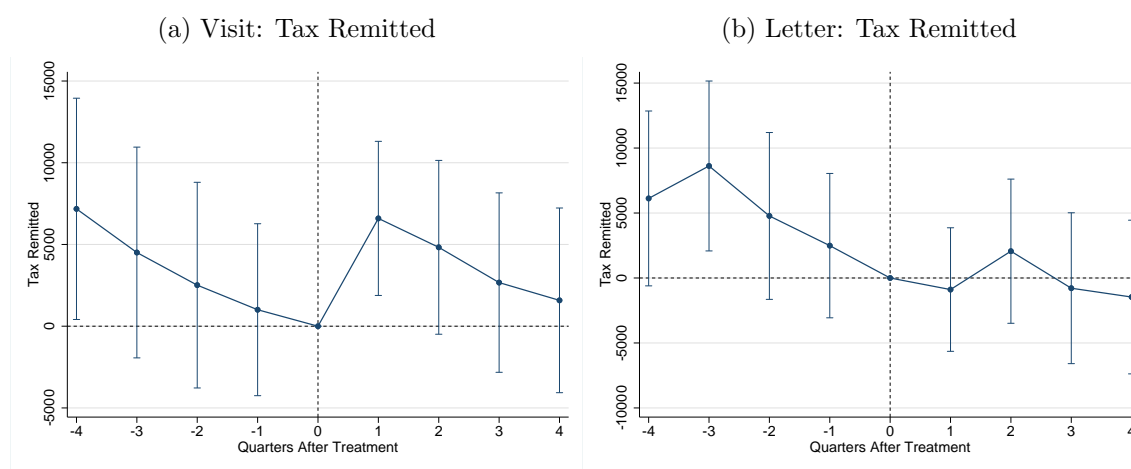 (a) Visit: Tax Remitted
Tax Remitted
15000
10000
5000
0
-5000
-4 -3 -2 -1 0 1 2 3 4
Quarters After Treatment
(b) Letter: Tax Remitted
Tax Remitted
15000
10000
5000
0
-5000
-10000
-4 -3 -2 -1 0 1 2 3 4
Quarters After Treatment